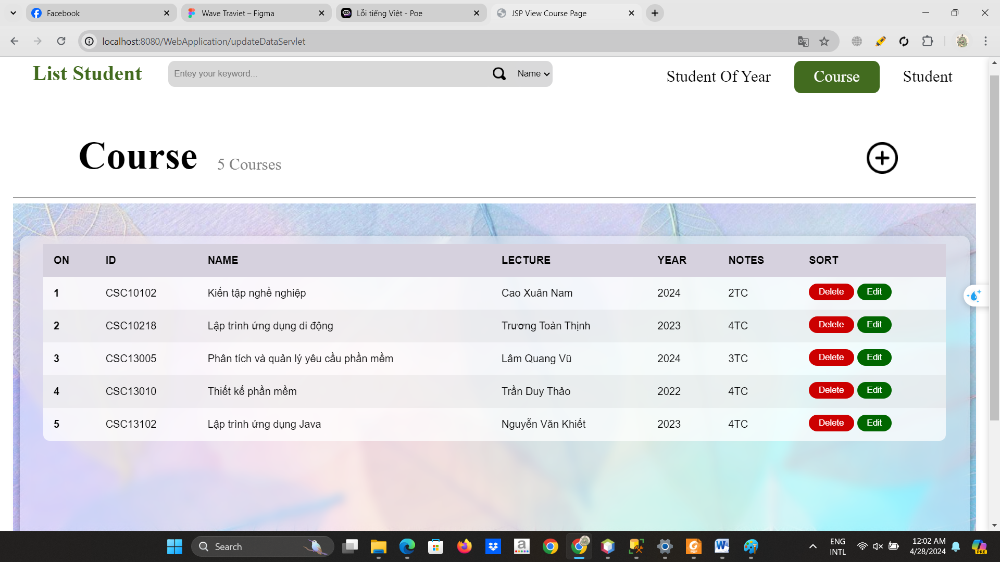 Facebook
Wave Traviet – Figma
Lỗi tiếng Việt - Poe
JSP View Course Page
localhost:8080/WebApplication/updateDataServlet
List Student
Entey your keyword...
Name
Student Of Year
Course
Student
Course
5 Courses
ON ID NAME LECTURE YEAR NOTES SORT
1 CSC10102 Kiến tập nghề nghiệp Cao Xuân Nam 2024 2TC Delete Edit
2 CSC10218 Lập trình ứng dụng di động Trương Toàn Thịnh 2023 4TC Delete Edit
3 CSC13005 Phân tích và quản lý yêu cầu phần mềm Lâm Quang Vũ 2024 3TC Delete Edit
4 CSC13010 Thiết kế phần mềm Trần Duy Thảo 2022 4TC Delete Edit
5 CSC13102 Lập trình ứng dụng Java Nguyễn Văn Khiết 2023 4TC Delete Edit
Search
ENG
INTL
12:02 AM
4/28/2024
PRE